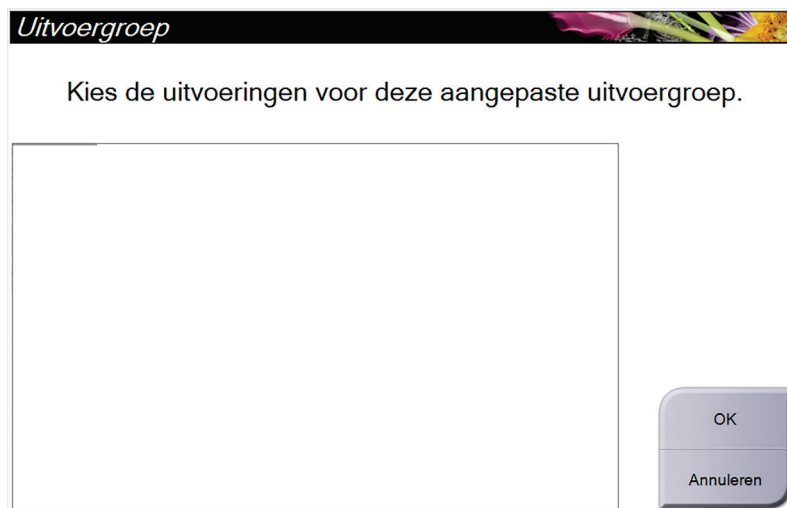 Uitvoergroep
Kies de uitvoeringen voor deze aangepaste uitvoergroep.
OK
Annuleren